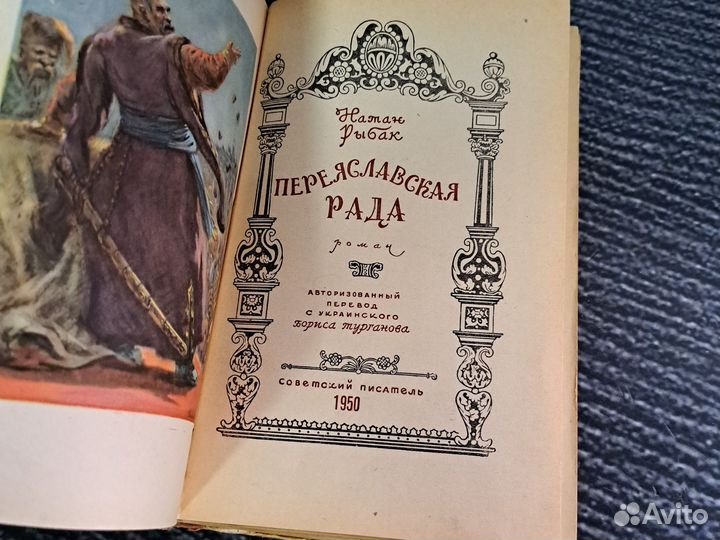 Натан
Рыбак
ПЕРЕЯСЛАВСКАЯ
РАДА
роман
АВТОРИЗОВАННЫЙ
ПЕРЕВОД
С УКРАИНСКОГО
Бориса Турганова
СОВЕТСКИЙ ПИСАТЕЛЬ
1950
Avito